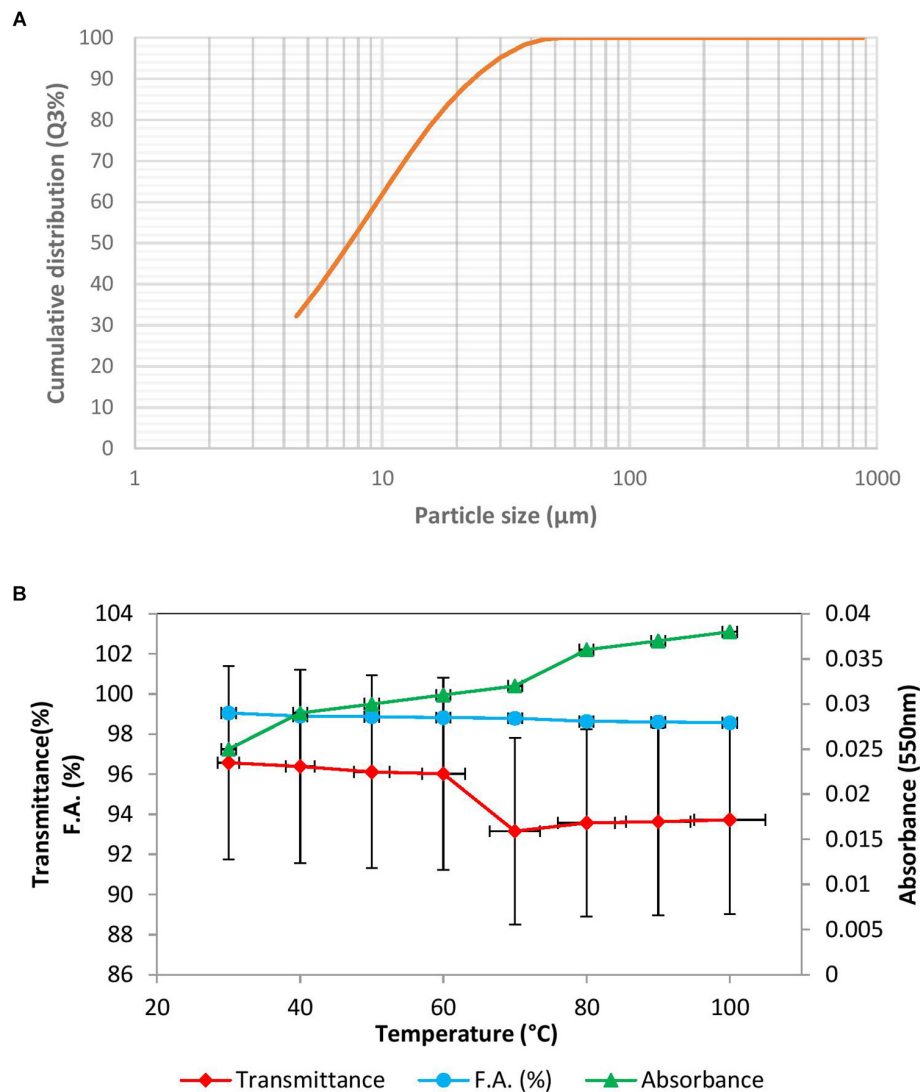 A
Cumulative distribution (Q3%)
100
90
80
70
60
50
40
30
20
10
0
1 10 100 1000
Particle size (µm)
B
Transmittance(%)
F.A. (%)
104
102
100
98
96
94
92
90
88
86
0.04
0.035
0.03
0.025
0.02
0.015
0.01
0.005
0
Absorbance (550nm)
20 40 60 80 100
Temperature (°C)
Transmittance F.A. (%) Absorbance